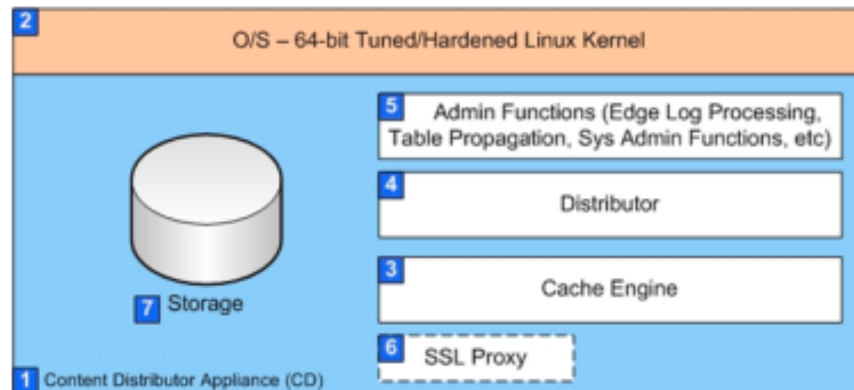 2
O/S – 64-bit Tuned/Hardened Linux Kernel
5
Admin Functions (Edge Log Processing,
Table Propagation, Sys Admin Functions, etc)
4
Distributor
3
Cache Engine
7 Storage
6
SSL Proxy
1 Content Distributor Appliance (CD)